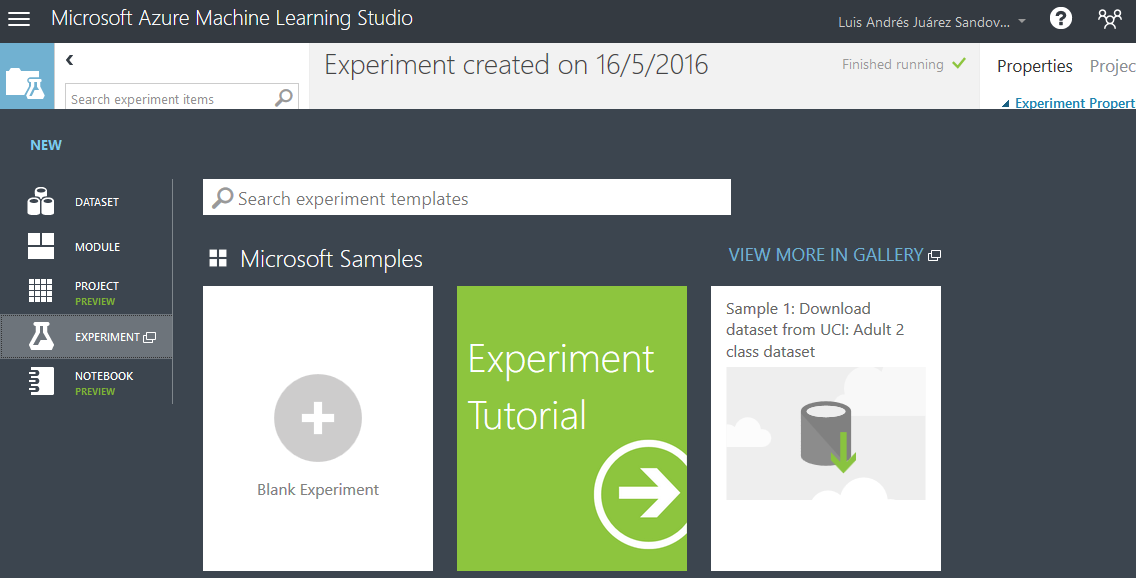 Microsoft Azure Machine Learning Studio
Luis Andrés Juárez Sandov...
Search experiment items
Experiment created on 16/5/2016
Finished running
Properties
Projec
Experiment Propert
NEW
DATASET
MODULE
PROJECT
PREVIEW
EXPERIMENT
NOTEBOOK
PREVIEW
Search experiment templates
Microsoft Samples
VIEW MORE IN GALLERY
Blank Experiment
Experiment
Tutorial
Sample 1: Download
dataset from UCI: Adult 2
class dataset